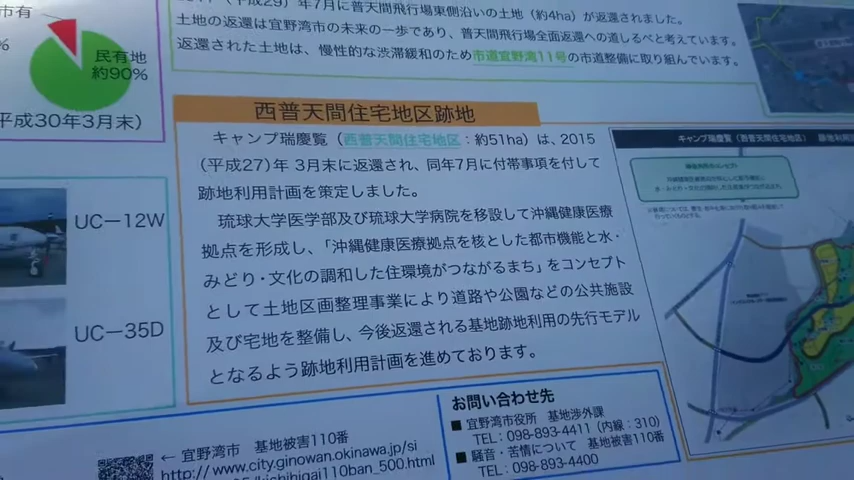 市有
民有地
約90%
平成30年3月末)
(平成29)年7月に普天間飛行場東側沿いの土地(約4ha)が返還されました。
土地の返還は宜野湾市の未来の一歩であり、普天間飛行場全面返還への道しるべと考えています。
返還された土地は、慢性的な渋滞緩和のため市道宜野湾11号の市道整備に取り組んでいます。
西普天間住宅地区跡地
キャンプ瑞慶覧(西普天間住宅地区:約51ha)は、2015
(平成27)年 3月末に返還され、同年7月に付帯事項を付して
跡地利用計画を策定しました。
琉球大学医学部及び琉球大学病院を移設して沖縄健康医療
拠点を形成し、「沖縄健康医療拠点を核とした都市機能と水・
みどり・文化の調和した住環境がつながるまち」をコンセプト
として土地区画整理事業により道路や公園などの公共施設
及び宅地を整備し、今後返還される基地跡地利用の先行モデル
となるよう跡地利用計画を進めております。
UC－12W
UC－35D
キャンプ瑞慶覧(西普天間住宅地区) 跡地利用
← 宜野湾市 基地被害110番
http://www.city.ginowan.okinawa.jp/si
/kichihigai110ban_500.html
お問い合わせ先
■ 宜野湾市役所 基地渉外課
TEL:098-893-4411(内線:310)
■ 騒音・苦情について 基地被害110番
TEL:098-893-4400